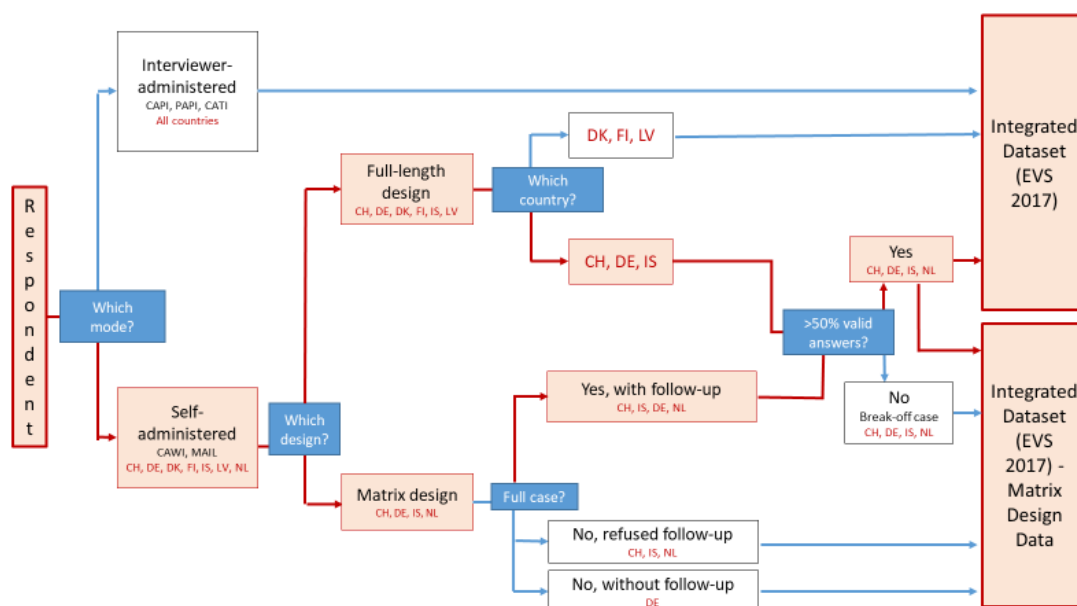 Respondent
Which
mode?
Interviewer-
administered
CAPI, PAPI, CATI
All countries
Self-
administered
CAWI, MAIL
CH, DE, DK, FI, IS, LV, NL
Which
design?
Full-length
design
CH, DE, DK, FI, IS, LV
Which
country?
DK, FI, LV
CH, DE, IS
Matrix design
CH, DE, IS, NL
Full case?
Yes, with follow-up
CH, IS, DE, NL
No, refused follow-up
CH, IS, NL
No, without follow-up
DE
>50% valid
answers?
Yes
CH, DE, IS, NL
No
Break-off case
CH, DE, IS, NL
Integrated
Dataset
(EVS
2017)
Integrated
Dataset
(EVS
2017) -
Matrix
Design
Data